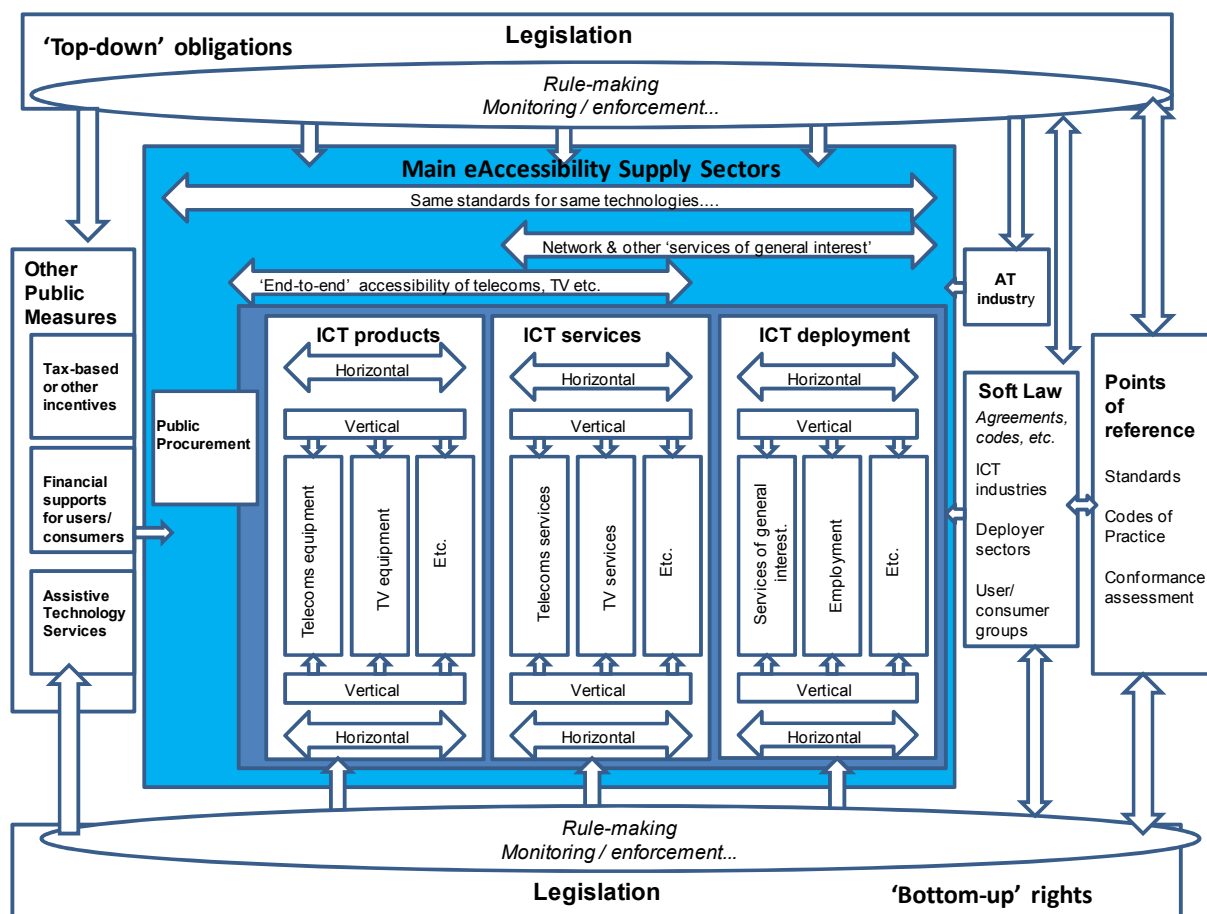 ‘Top-down’ obligations
Legislation
Rule-making
Monitoring / enforcement...
Main eAccessibility Supply Sectors
Same standards for same technologies….
Network & other ‘services of general interest’
‘End-to-end’ accessibility of telecoms, TV etc.
Other
Public
Measures
Tax-based
or other
incentives
Financial
supports
for users/
consumers
Assistive
Technology
Services
Public
Procurement
ICT products
Horizontal
Vertical
Telecoms equipment
TV equipment
Etc.
Vertical
Horizontal
ICT services
Horizontal
Vertical
Telecoms services
TV services
Etc.
Vertical
Horizontal
ICT deployment
Horizontal
Vertical
Services of general
interest.
Employment
Etc.
Vertical
Horizontal
AT
industry
Soft Law
Agreements,
codes, etc.
ICT
industries
Deployer
sectors
User/
consumer
groups
Points
of
reference
Standards
Codes of
Practice
Conformance
assessment
Rule-making
Monitoring / enforcement...
Legislation
‘Bottom-up’ rights